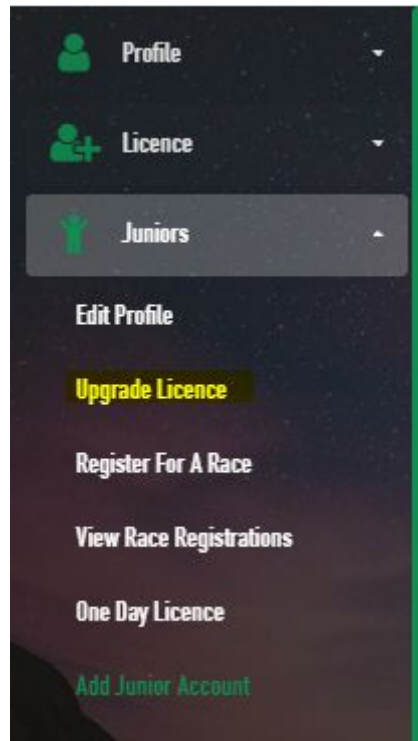 Profile
Licence
Juniors
Edit Profile
Upgrade Licence
Register For A Race
View Race Registrations
One Day Licence
Add Junior Account